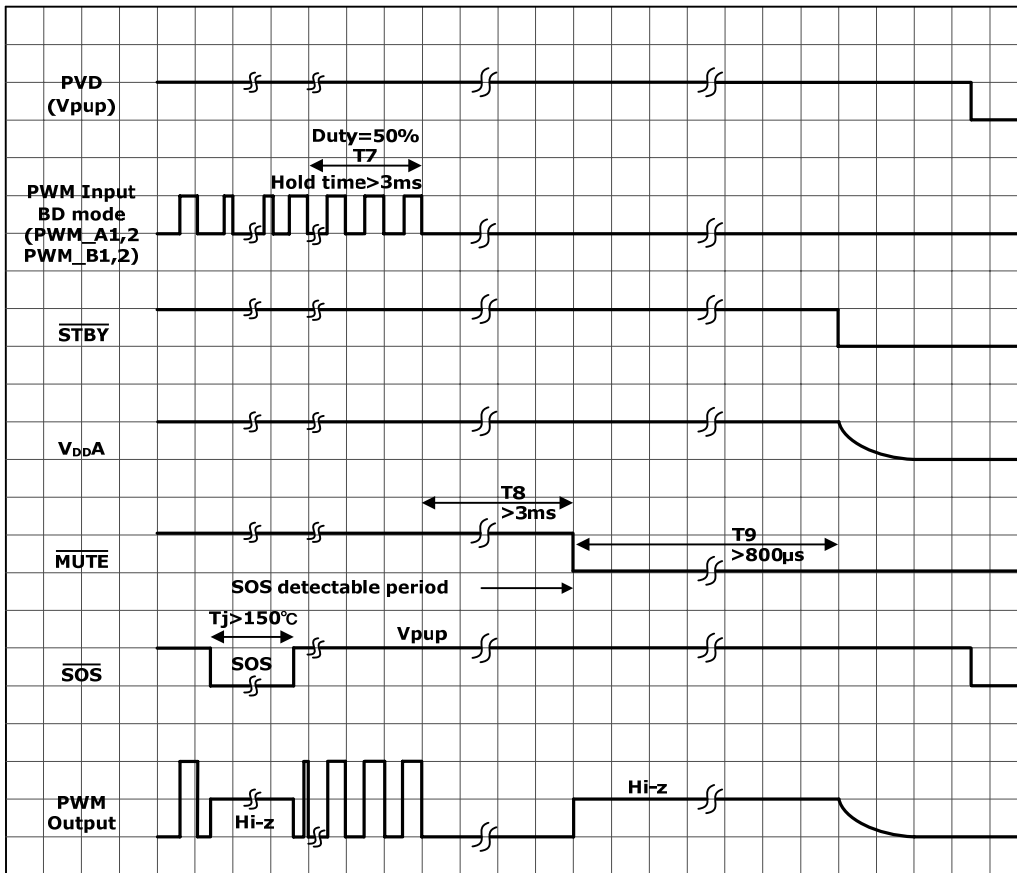 PVD
(Vpup)
Duty=50%
T7
Hold time>3ms
PWM Input
BD mode
(PWM_A1,2
PWM_B1,2)
STBY
VDDA
T8
>3ms
MUTE
T9
>800μs
SOS detectable period
Tj>150℃
Vpup
SOS
SOS
PWM
Output
Hi-z
Hi-z